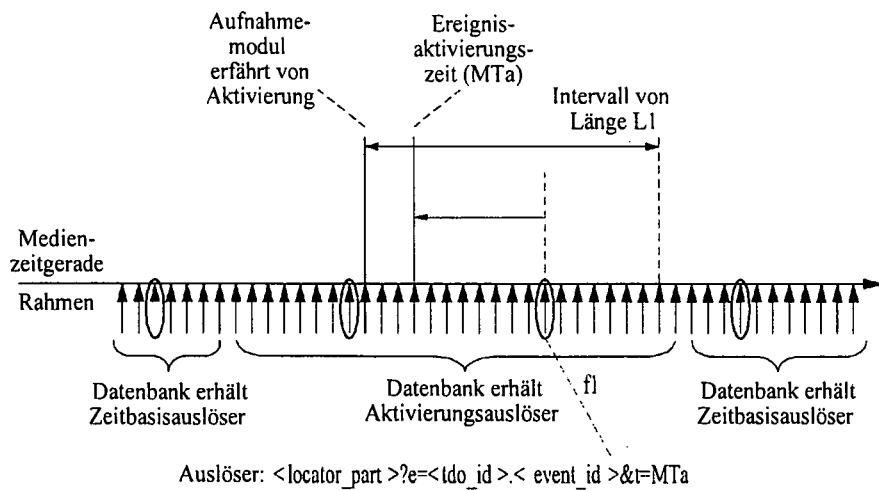 Aufnahme-
modul
erfährt von
Aktivierung
Ereignis-
aktivierungs-
zeit (MTa)
Intervall von
Länge L1
Medien-
zeitgerade
Rahmen
Datenbank erhält
Zeitbasisauslöser
Datenbank erhält
Aktivierungsauslöser
f1
Datenbank erhält
Zeitbasisauslöser
Auslöser: <locator_part>?e=<tdo_id>.<event_id>&t=MTa